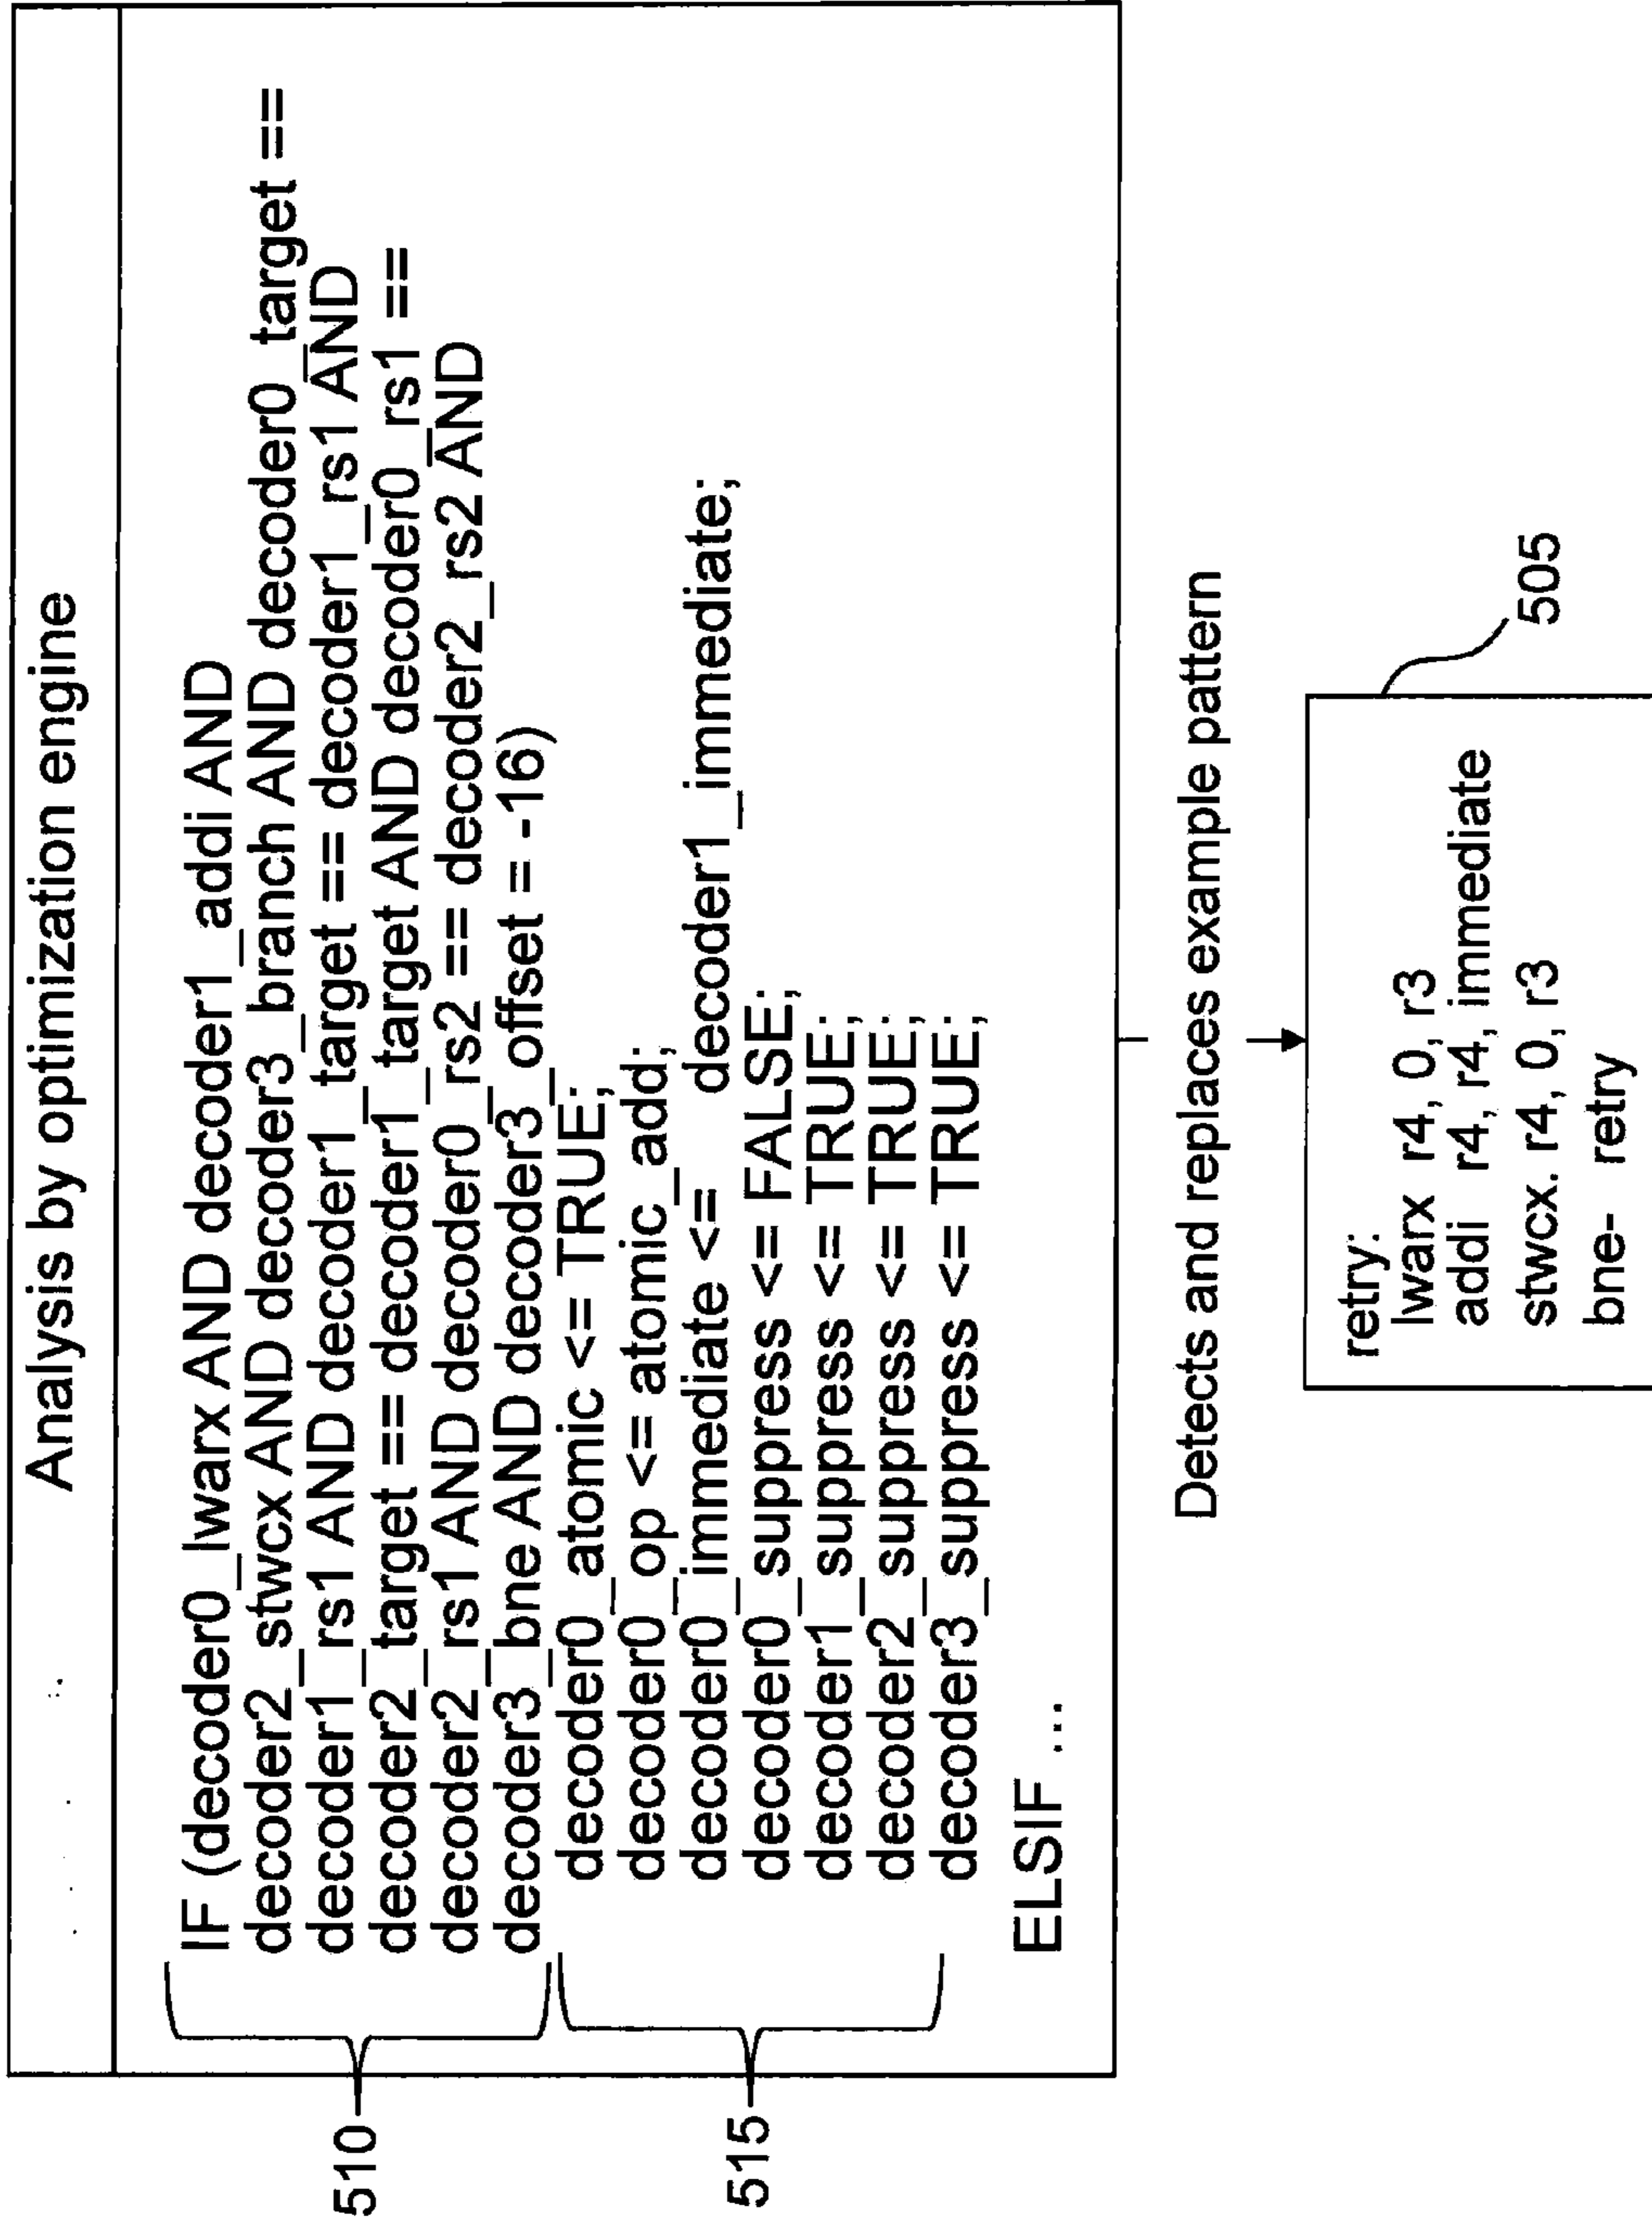 Analysis by optimization engine
IF (decoder0_lwarx AND decoder1_addi AND
decoder2_stwcx AND decoder3_branch AND decoder0_target ==
decoder1_rs1 AND decoder1_target == decoder1_rs1 AND
decoder2_target == decoder1_target AND decoder0_rs1 ==
decoder2_rs1 AND decoder0_rs2 == decoder2_rs2 AND
decoder3_bne AND decoder3_offset = -16)
510
decoder0_atomic <= TRUE;
decoder0_op <= atomic_add;
decoder0_immediate <= decoder1_immediate;
decoder0_suppress <= FALSE;
decoder1_suppress <= TRUE;
decoder2_suppress <= TRUE;
decoder3_suppress <= TRUE;
515
ELSIF ...
Detects and replaces example pattern
505
retry:
lwarx r4, 0, r3
addi r4, r4, immediate
stwcx. r4, 0, r3
bne- retry